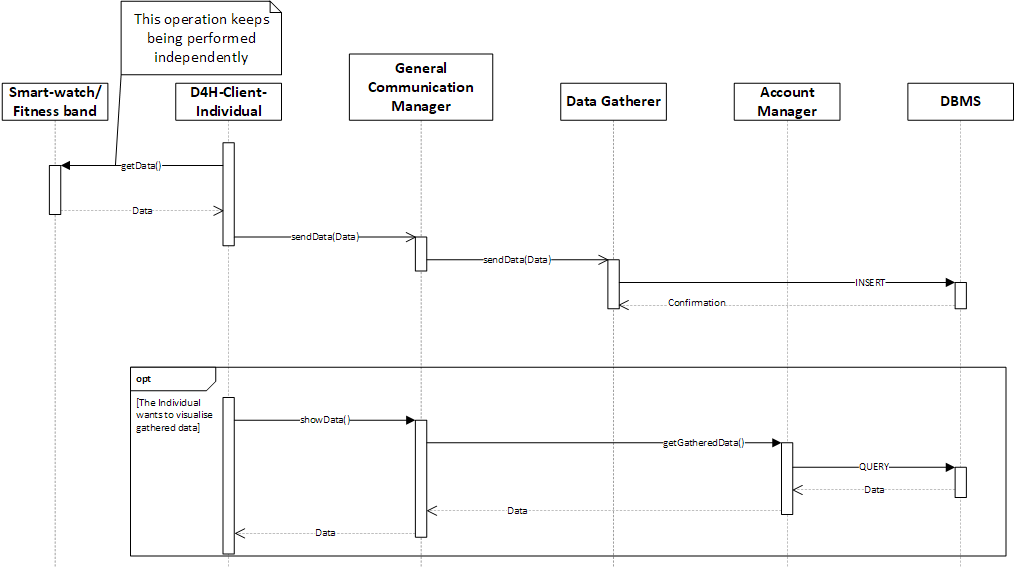 This operation keeps
being performed
independently
Smart-watch/
Fitness band
D4H-Client-
Individual
General
Communication
Manager
Data Gatherer
Account
Manager
DBMS
getData()
Data
sendData(Data)
sendData(Data)
INSERT
Confirmation
opt
[The Individual
wants to visualise
gathered data]
showData()
getGatheredData()
QUERY
Data
Data
Data